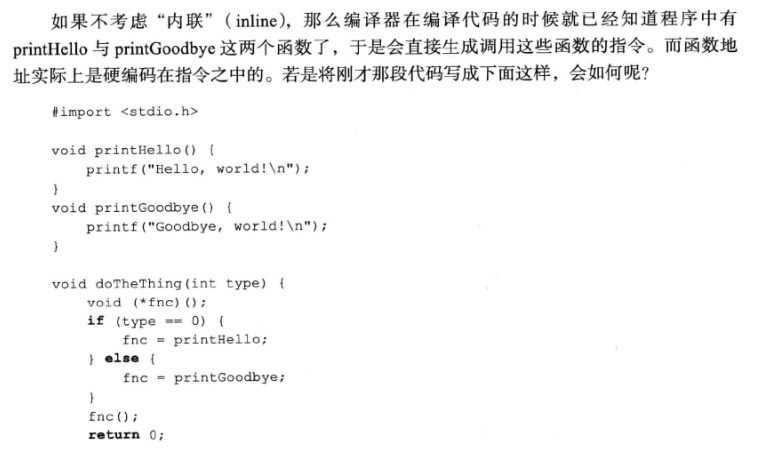 如果不考虑“内联”（inline），那么编译器在编译代码的时候就已经知道程序中有
printHello 与 printGoodbye 这两个函数了，于是会直接生成调用这些函数的指令。而函数地
址实际上是硬编码在指令之中的。若是将刚才那段代码写成下面这样，会如何呢？
#import <stdio.h>
void printHello() {
printf("Hello, world!\n");
}
void printGoodbye() {
printf("Goodbye, world!\n");
}
void doTheThing(int type) {
void (*fnc)();
if (type == 0) {
fnc = printHello;
} else {
fnc = printGoodbye;
}
fnc();
return 0;